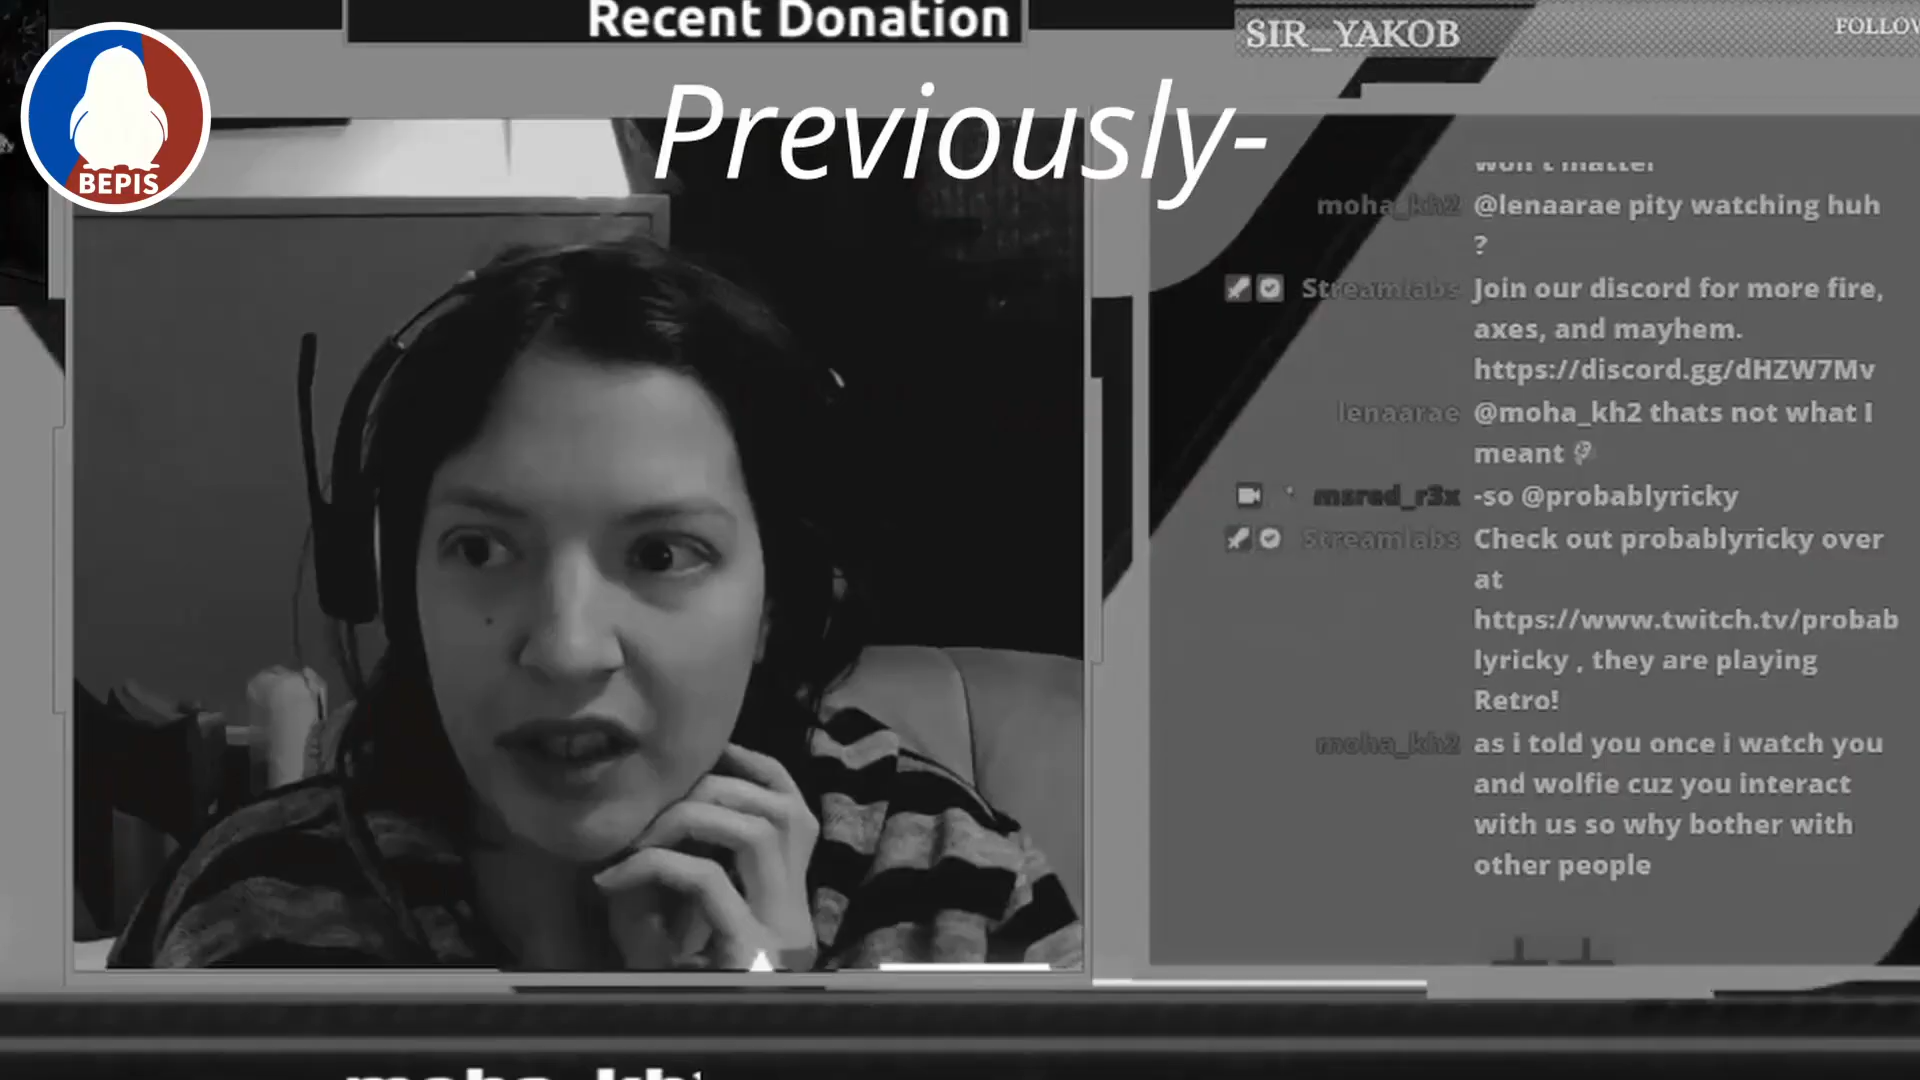 Recent Donation
SIR_YAKOB
BEPIS
Previously-
moha_kh2 @lenaarae pity watching huh
?
Streamlabs Join our discord for more fire,
axes, and mayhem.
https://discord.gg/dHZW7Mv
lenaarae @moha_kh2 thats not what I
meant
msred_r3x -so @probablyricky
Streamlabs Check out probablyricky over
at
https://www.twitch.tv/probab
lyricky , they are playing
Retro!
moha_kh2 as i told you once i watch you
and wolfie cuz you interact
with us so why bother with
other people